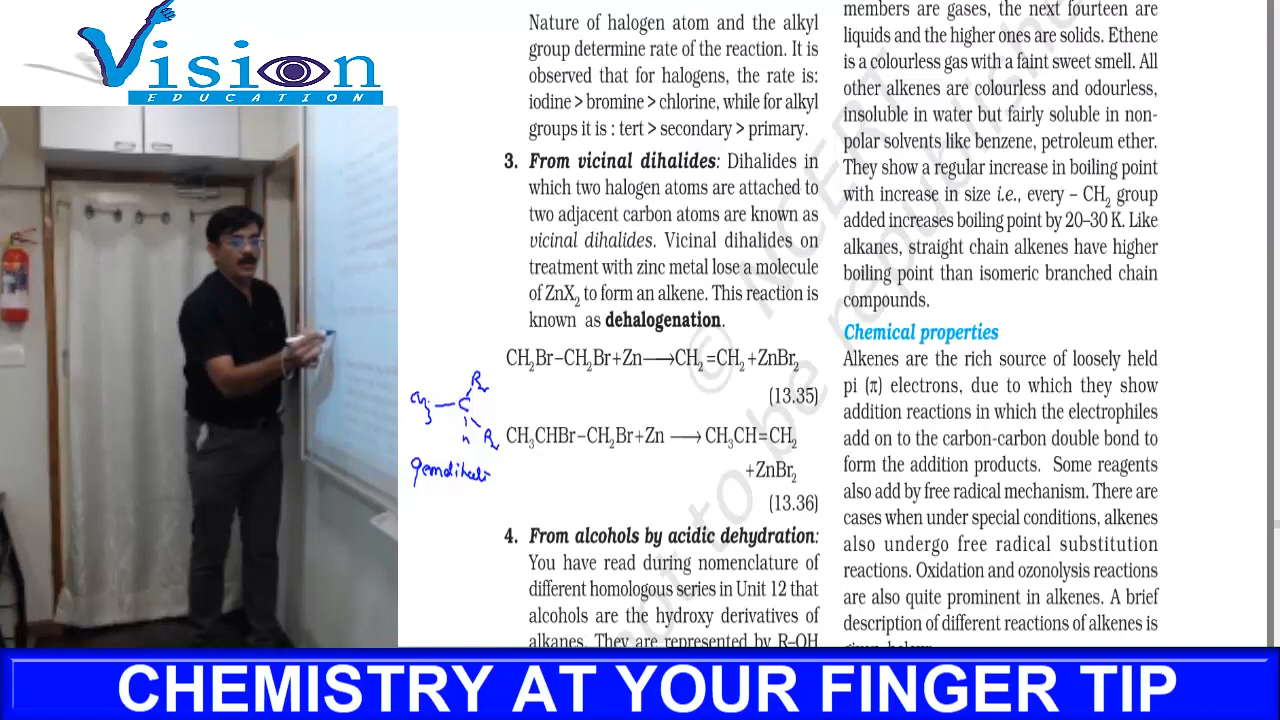 Vision
EDUCATION
Nature of halogen atom and the alkyl
group determine rate of the reaction. It is
observed that for halogens, the rate is:
iodine > bromine > chlorine, while for alkyl
groups it is : tert > secondary > primary.
3. From vicinal dihalides: Dihalides in
which two halogen atoms are attached to
two adjacent carbon atoms are known as
vicinal dihalides. Vicinal dihalides on
treatment with zinc metal lose a molecule
of ZnX₂ to form an alkene. This reaction is
known as dehalogenation.
CH₂Br–CH₂Br+Zn⟶CH₂=CH₂+ZnBr₂
(13.35)
CH₃CHBr–CH₂Br+Zn ⟶CH₃CH=CH₂
+ZnBr₂
(13.36)
4. From alcohols by acidic dehydration:
You have read during nomenclature of
different homologous series in Unit 12 that
alcohols are the hydroxy derivatives of
alkanes. They are represented by R–OH
members are gases, the next fourteen are
liquids and the higher ones are solids. Ethene
is a colourless gas with a faint sweet smell. All
other alkenes are colourless and odourless,
insoluble in water but fairly soluble in non-
polar solvents like benzene, petroleum ether.
They show a regular increase in boiling point
with increase in size i.e., every – CH₂ group
added increases boiling point by 20–30 K. Like
alkanes, straight chain alkenes have higher
boiling point than isomeric branched chain
compounds.
Chemical properties
Alkenes are the rich source of loosely held
pi (π) electrons, due to which they show
addition reactions in which the electrophiles
add on to the carbon-carbon double bond to
form the addition products. Some reagents
also add by free radical mechanism. There are
cases when under special conditions, alkenes
also undergo free radical substitution
reactions. Oxidation and ozonolysis reactions
are also quite prominent in alkenes. A brief
description of different reactions of alkenes is
given below:
© NCERT
not to be republished
CHEMISTRY AT YOUR FINGER TIP